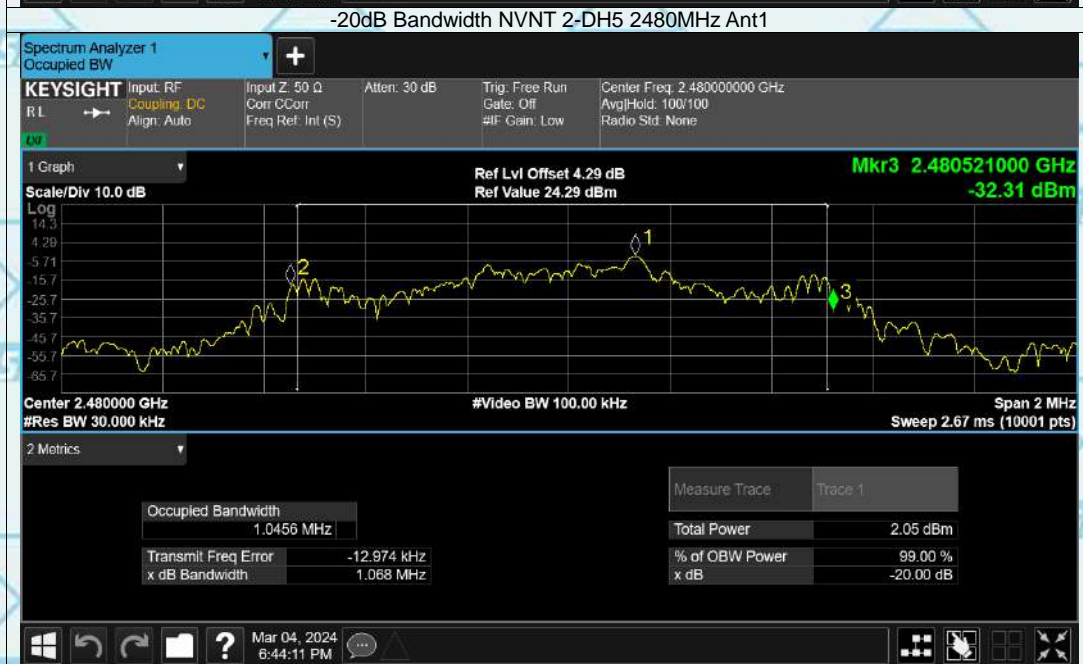 -20dB Bandwidth NVNT 2-DH5 2480MHz Ant1
Spectrum Analyzer 1
Occupied BW
KEYSIGHT
R L
LXI
Input: RF
Coupling: DC
Align: Auto
Input Z: 50 Ω
Corr CCorr
Freq Ref: Int (S)
Atten: 30 dB
Trig: Free Run
Gate: Off
#IF Gain: Low
Center Freq: 2.480000000 GHz
Avg|Hold: 100/100
Radio Std: None
1 Graph
Scale/Div 10.0 dB
Ref Lvl Offset 4.29 dB
Ref Value 24.29 dBm
Mkr3 2.480521000 GHz
-32.31 dBm
Log
14.3
4.29
-5.71
-15.7
-25.7
-35.7
-45.7
-55.7
-65.7
1
2
3
Center 2.480000 GHz
#Res BW 30.000 kHz
#Video BW 100.00 kHz
Span 2 MHz
Sweep 2.67 ms (10001 pts)
2 Metrics
Measure Trace Trace 1
Occupied Bandwidth
1.0456 MHz
Total Power 2.05 dBm
Transmit Freq Error -12.974 kHz
% of OBW Power 99.00 %
x dB Bandwidth 1.068 MHz
x dB -20.00 dB
?
Mar 04, 2024
6:44:11 PM